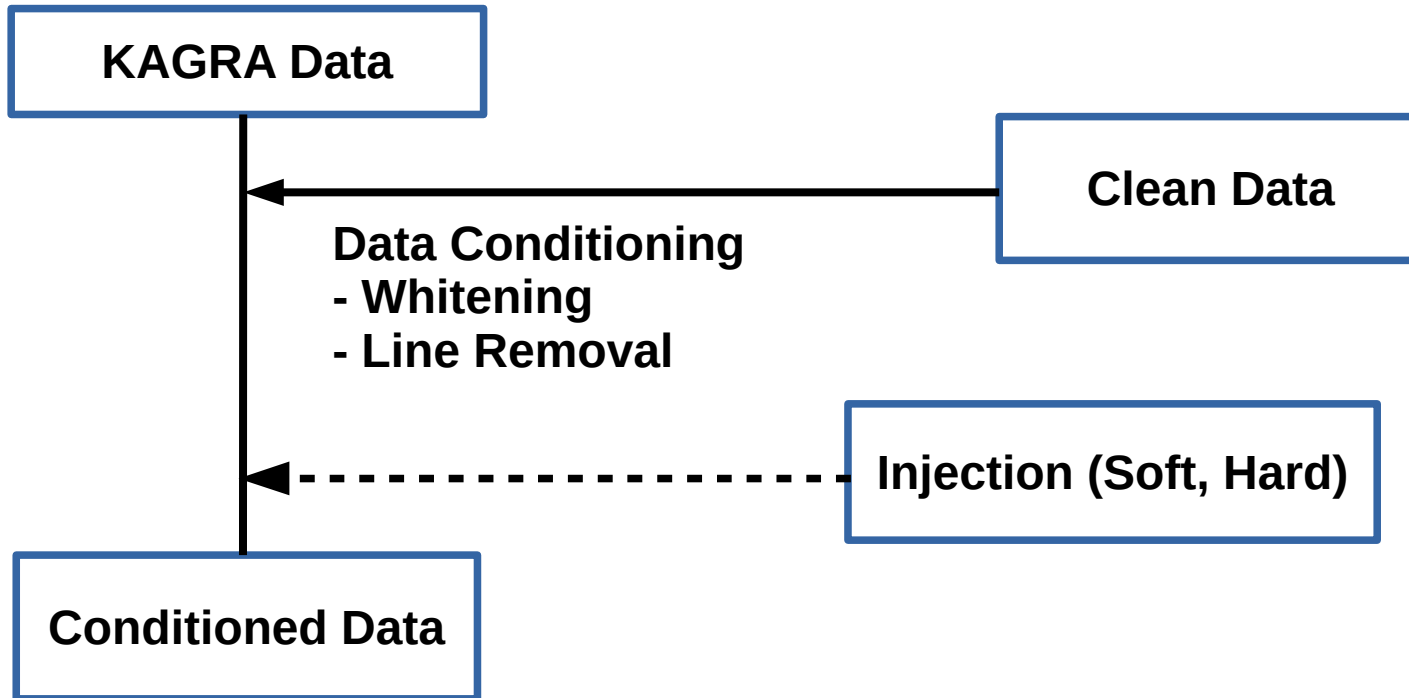 KAGRA Data
Clean Data
Data Conditioning
- Whitening
- Line Removal
Injection (Soft, Hard)
Conditioned Data